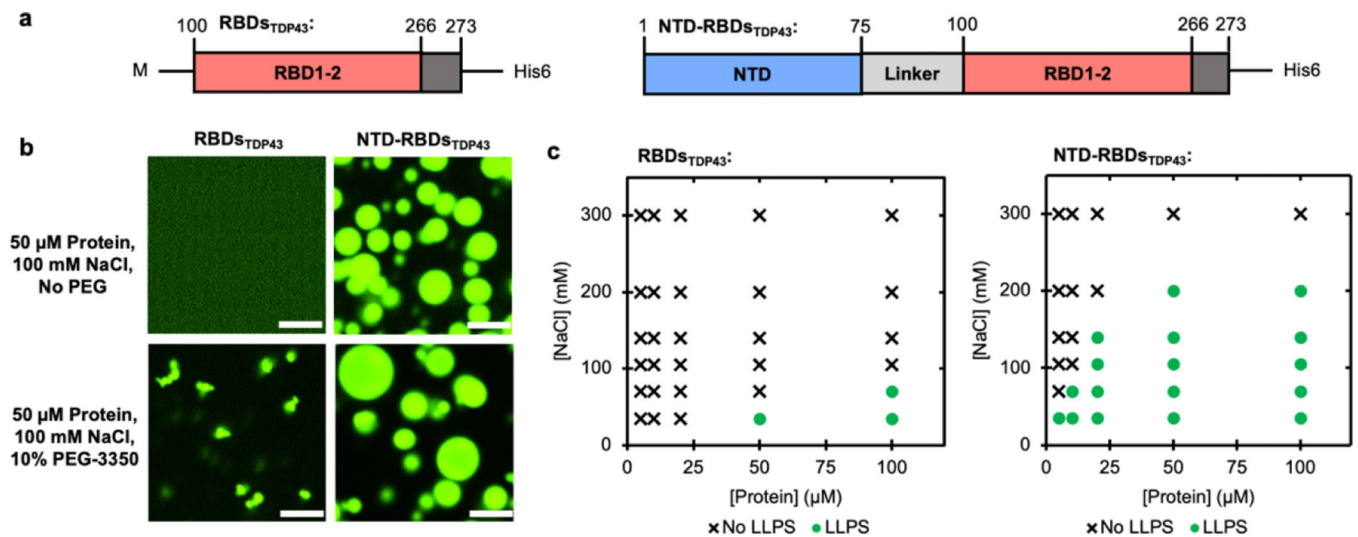 a
RBDsTDP43:
100 266 273
M RBD1-2 His6
NTD-RBDsTDP43:
1 75 100 266 273
NTD Linker RBD1-2 His6
b
RBDsTDP43 NTD-RBDsTDP43
50 µM Protein,
100 mM NaCl,
No PEG
50 µM Protein,
100 mM NaCl,
10% PEG-3350
c
RBDsTDP43:
300
200
100
0
[NaCl] (mM)
0 25 50 75 100
[Protein] (µM)
No LLPS LLPS
NTD-RBDsTDP43:
300
200
100
0
[NaCl] (mM)
0 25 50 75 100
[Protein] (µM)
No LLPS LLPS